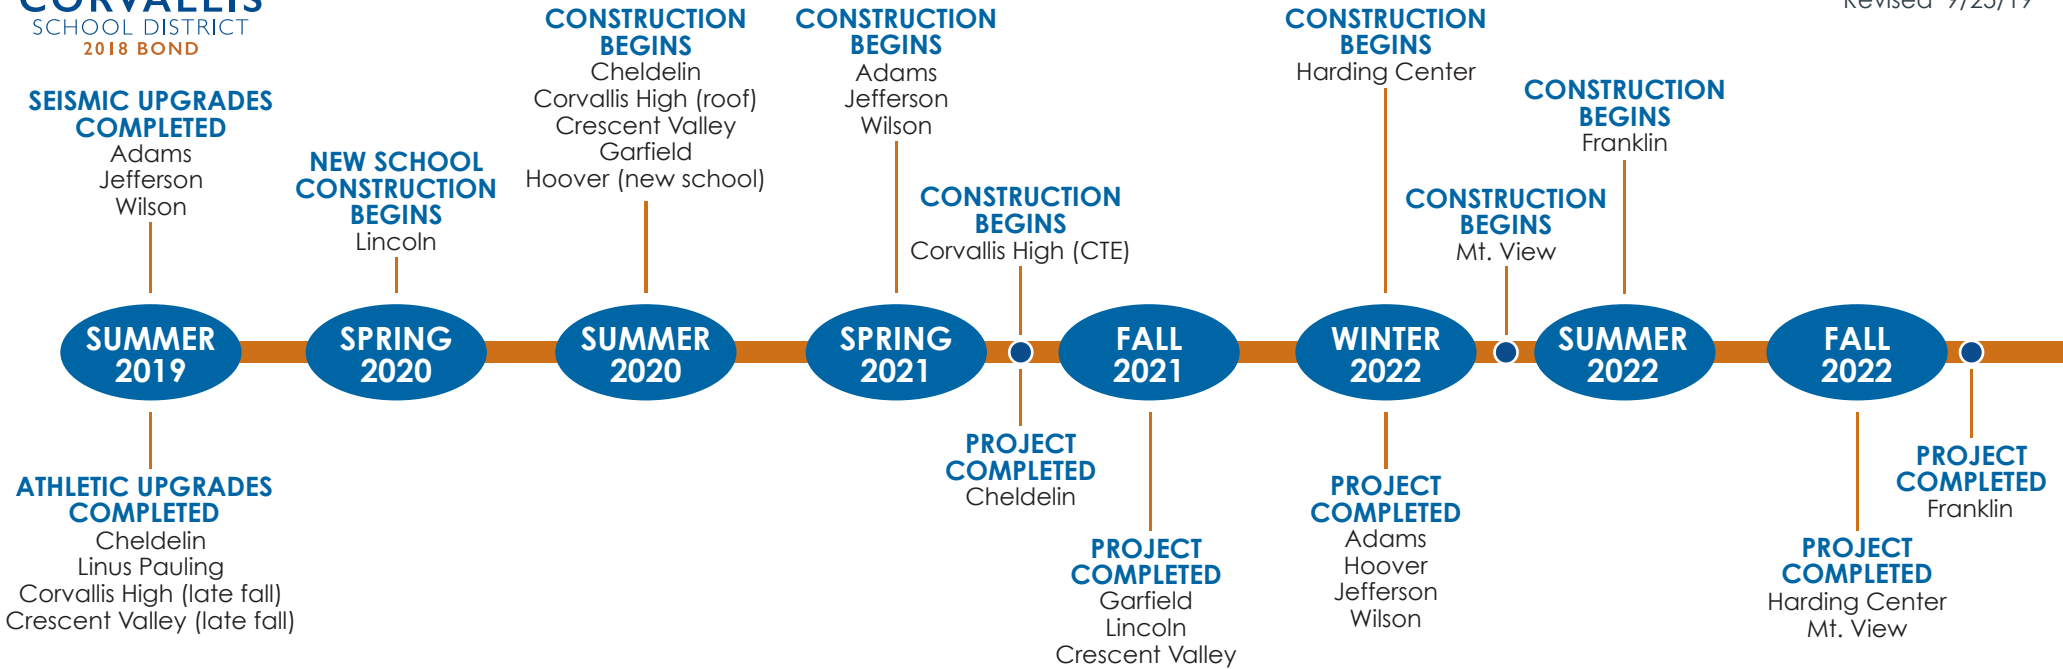 CORVALLIS
SCHOOL DISTRICT
2018 BOND
Revised 9/25/19
SEISMIC UPGRADES
COMPLETED
Adams
Jefferson
Wilson
NEW SCHOOL
CONSTRUCTION
BEGINS
Lincoln
CONSTRUCTION
BEGINS
Cheldelin
Corvallis High (roof)
Crescent Valley
Garfield
Hoover (new school)
CONSTRUCTION
BEGINS
Adams
Jefferson
Wilson
CONSTRUCTION
BEGINS
Corvallis High (CTE)
CONSTRUCTION
BEGINS
Harding Center
CONSTRUCTION
BEGINS
Mt. View
CONSTRUCTION
BEGINS
Franklin
SUMMER
2019
SPRING
2020
SUMMER
2020
SPRING
2021
FALL
2021
WINTER
2022
SUMMER
2022
FALL
2022
ATHLETIC UPGRADES
COMPLETED
Cheldelin
Linus Pauling
Corvallis High (late fall)
Crescent Valley (late fall)
PROJECT
COMPLETED
Cheldelin
PROJECT
COMPLETED
Garfield
Lincoln
Crescent Valley
PROJECT
COMPLETED
Adams
Hoover
Jefferson
Wilson
PROJECT
COMPLETED
Harding Center
Mt. View
PROJECT
COMPLETED
Franklin